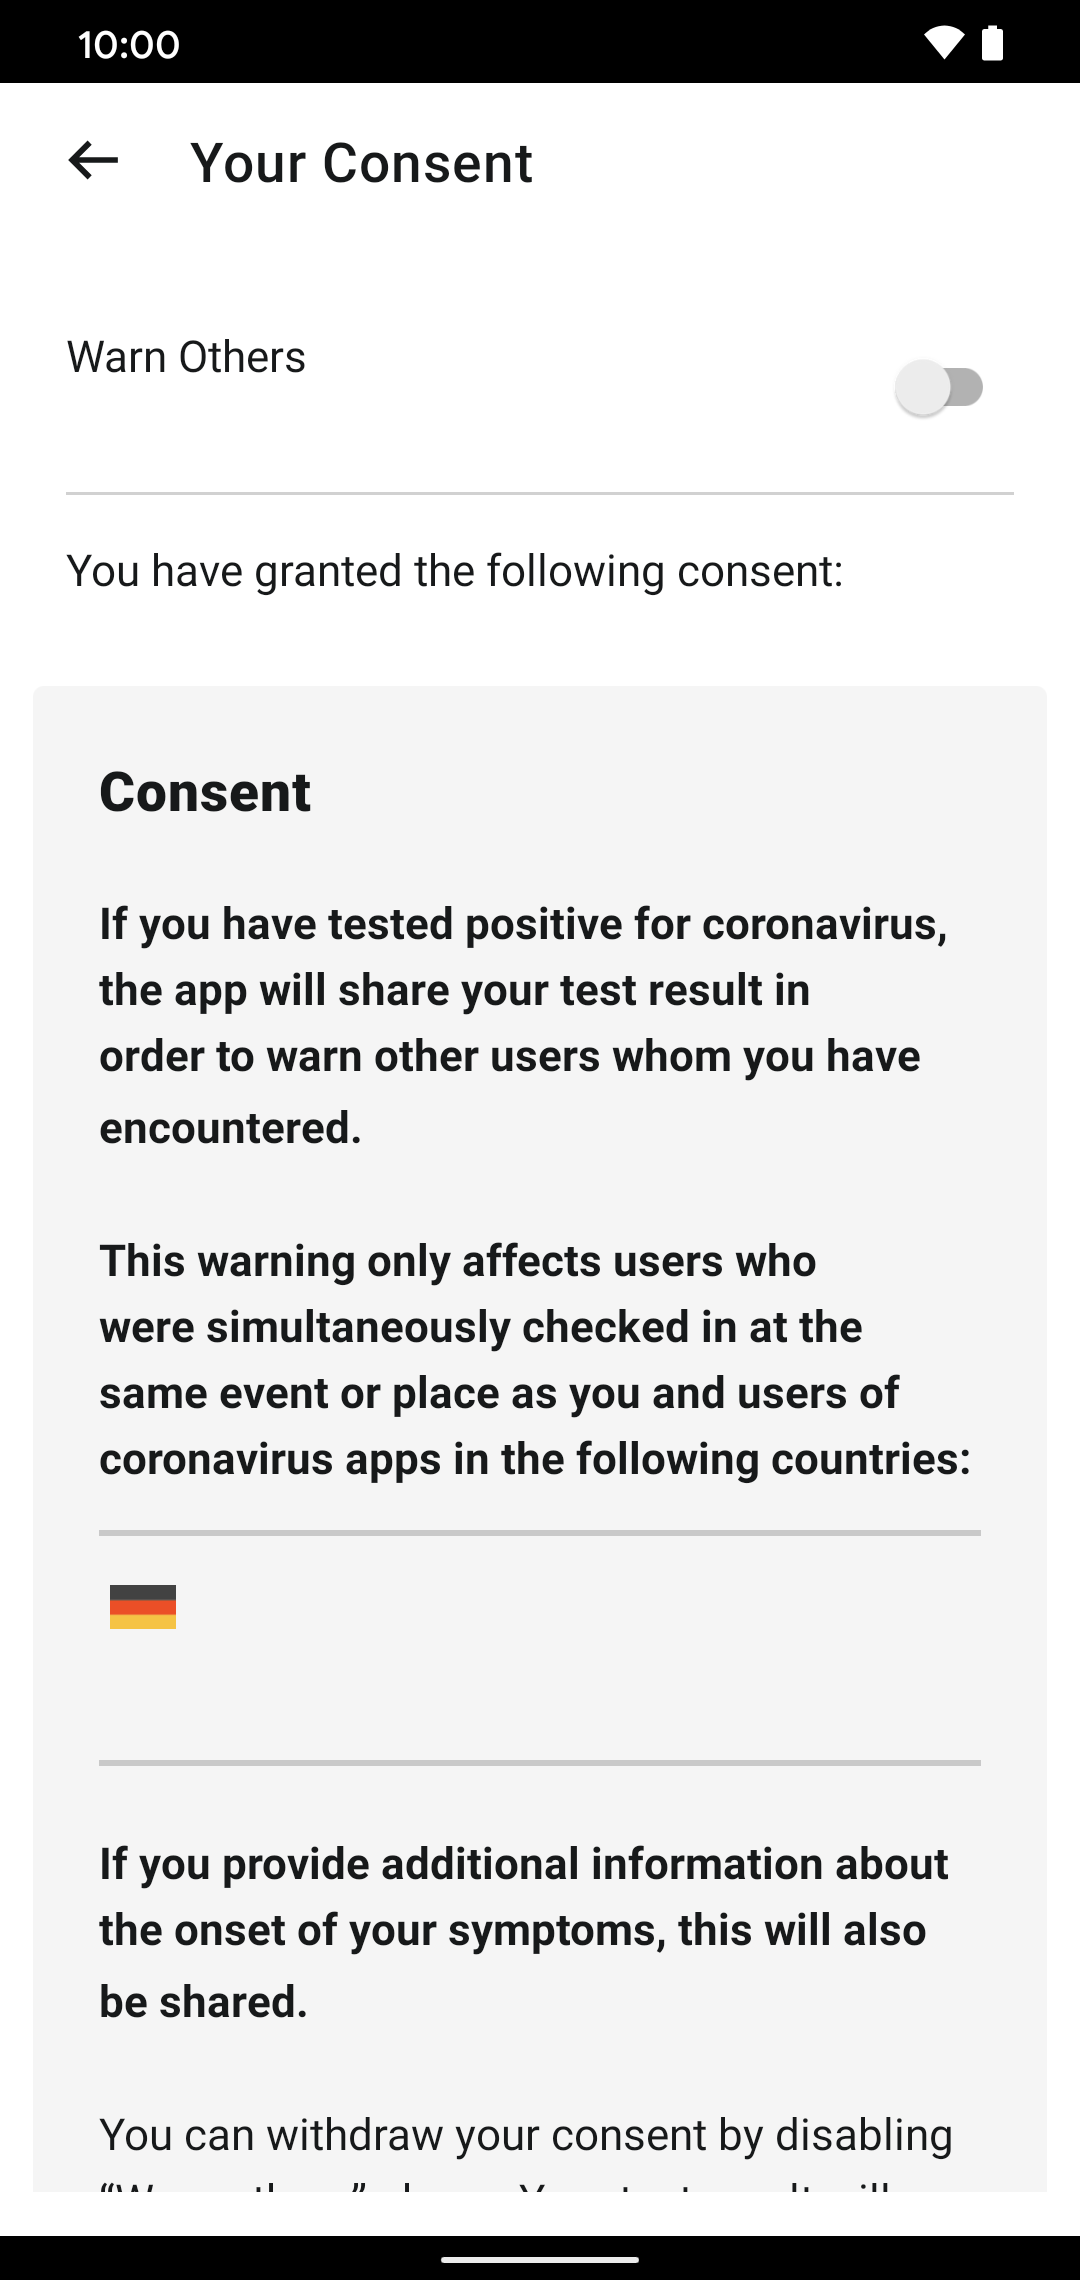 10:00
Your Consent
Warn Others
You have granted the following consent:
Consent
If you have tested positive for coronavirus,
the app will share your test result in
order to warn other users whom you have
encountered.
This warning only affects users who
were simultaneously checked in at the
same event or place as you and users of
coronavirus apps in the following countries:
If you provide additional information about
the onset of your symptoms, this will also
be shared.
You can withdraw your consent by disabling